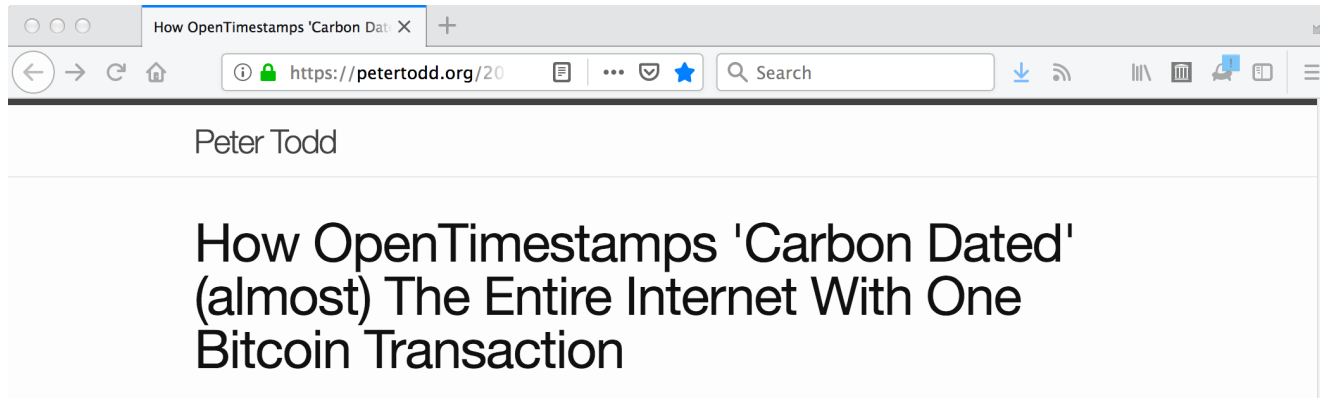 How OpenTimestamps 'Carbon Dat
https://petertodd.org/20
Search
Peter Todd
How OpenTimestamps 'Carbon Dated'
(almost) The Entire Internet With One
Bitcoin Transaction